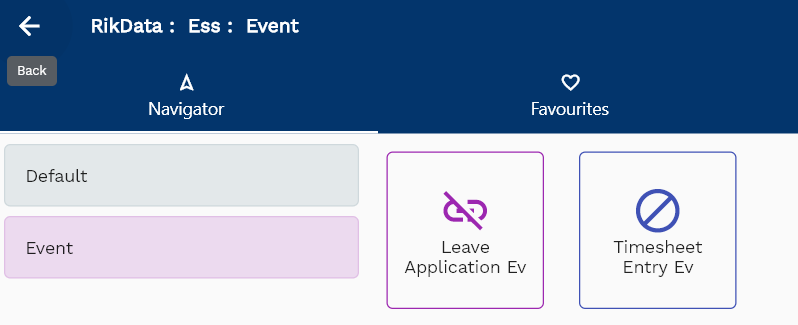 RikData : Ess : Event
Back
Navigator
Favourites
Default
Event
Leave
Application Ev
Timesheet
Entry Ev